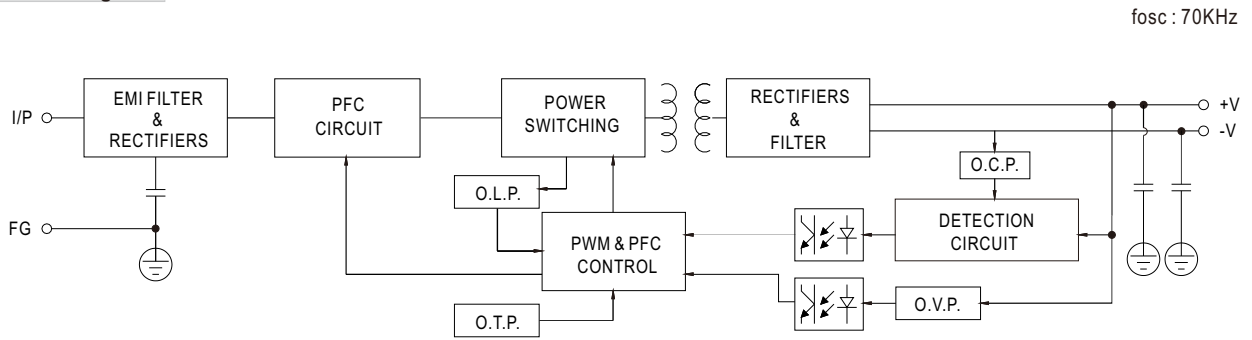 fosc : 70KHz
I/P
EMI FILTER
&
RECTIFIERS
PFC
CIRCUIT
POWER
SWITCHING
RECTIFIERS
&
FILTER
+V
-V
O.C.P.
O.L.P.
FG
PWM & PFC
CONTROL
DETECTION
CIRCUIT
O.T.P.
O.V.P.